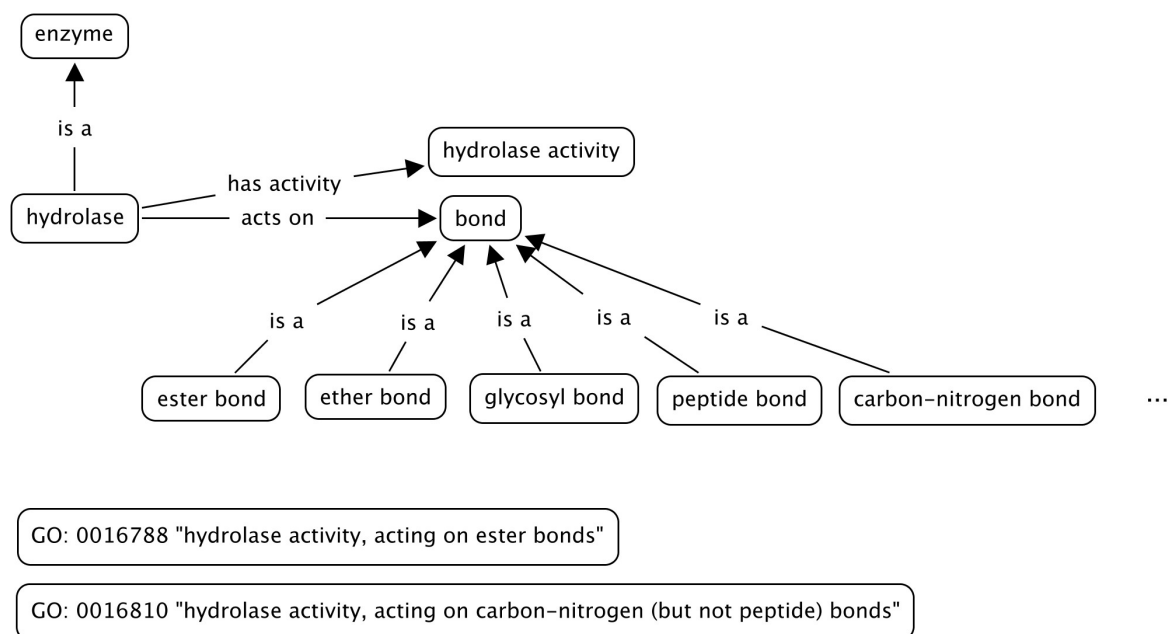 enzyme
is a
hydrolase activity
has activity
hydrolase
acts on
bond
is a
is a
is a
is a
is a
ester bond
ether bond
glycosyl bond
peptide bond
carbon-nitrogen bond
...
GO: 0016788 "hydrolase activity, acting on ester bonds"
GO: 0016810 "hydrolase activity, acting on carbon-nitrogen (but not peptide) bonds"